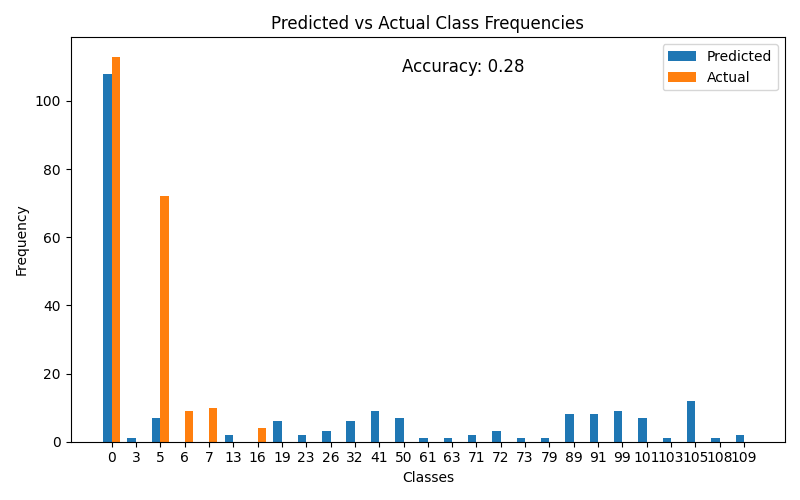 Predicted vs Actual Class Frequencies
Accuracy: 0.28
Predicted
Actual
Frequency
100
80
60
40
20
0
0 3 5 6 7 13 16 19 23 26 32 41 50 61 63 71 72 73 79 89 91 99 101 103 105 108 109
Classes